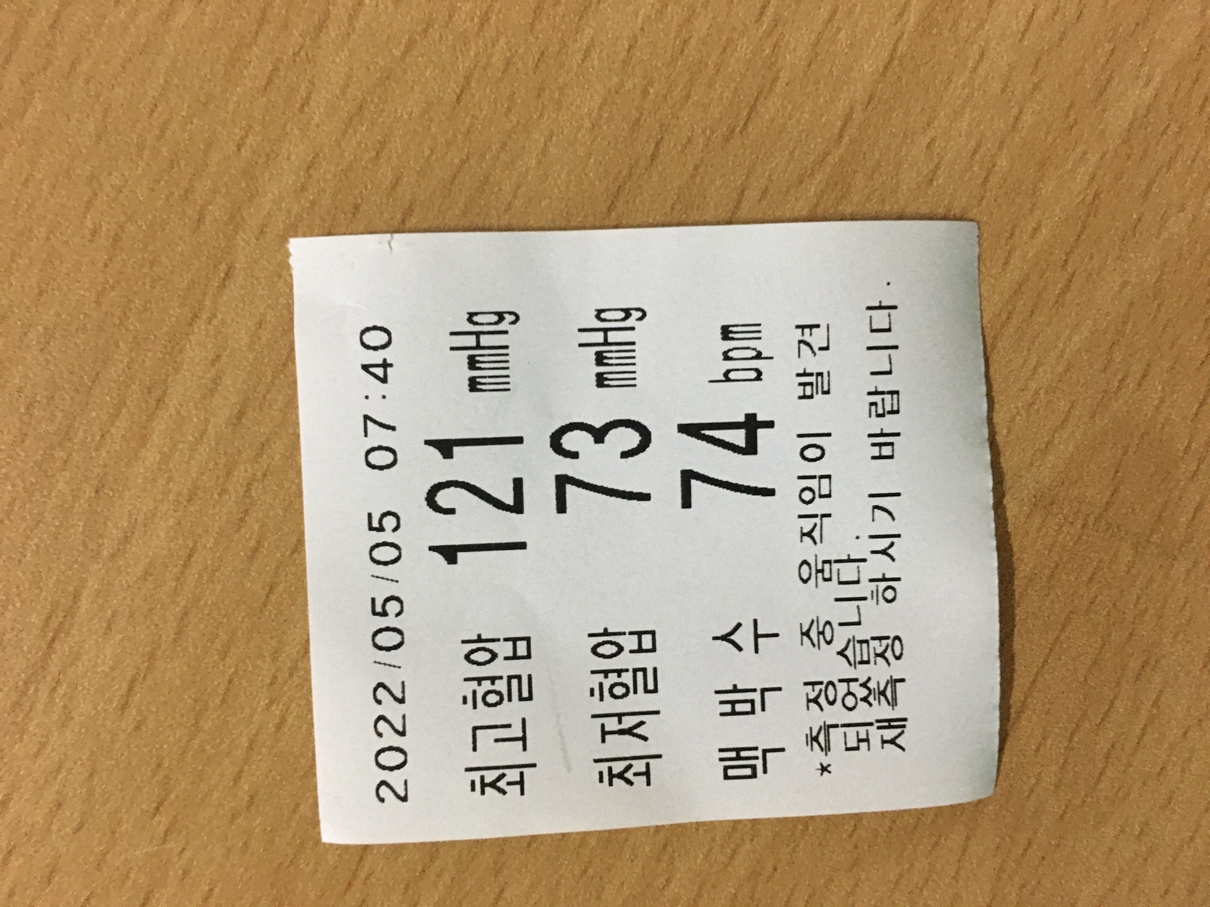 2022/05/05 07:40
최고혈압 121 mmHg
최저혈압 73 mmHg
맥 박 수 74 bpm
*측정 중 움직임이 발견
되었습니다.
재측정 하시기 바랍니다.